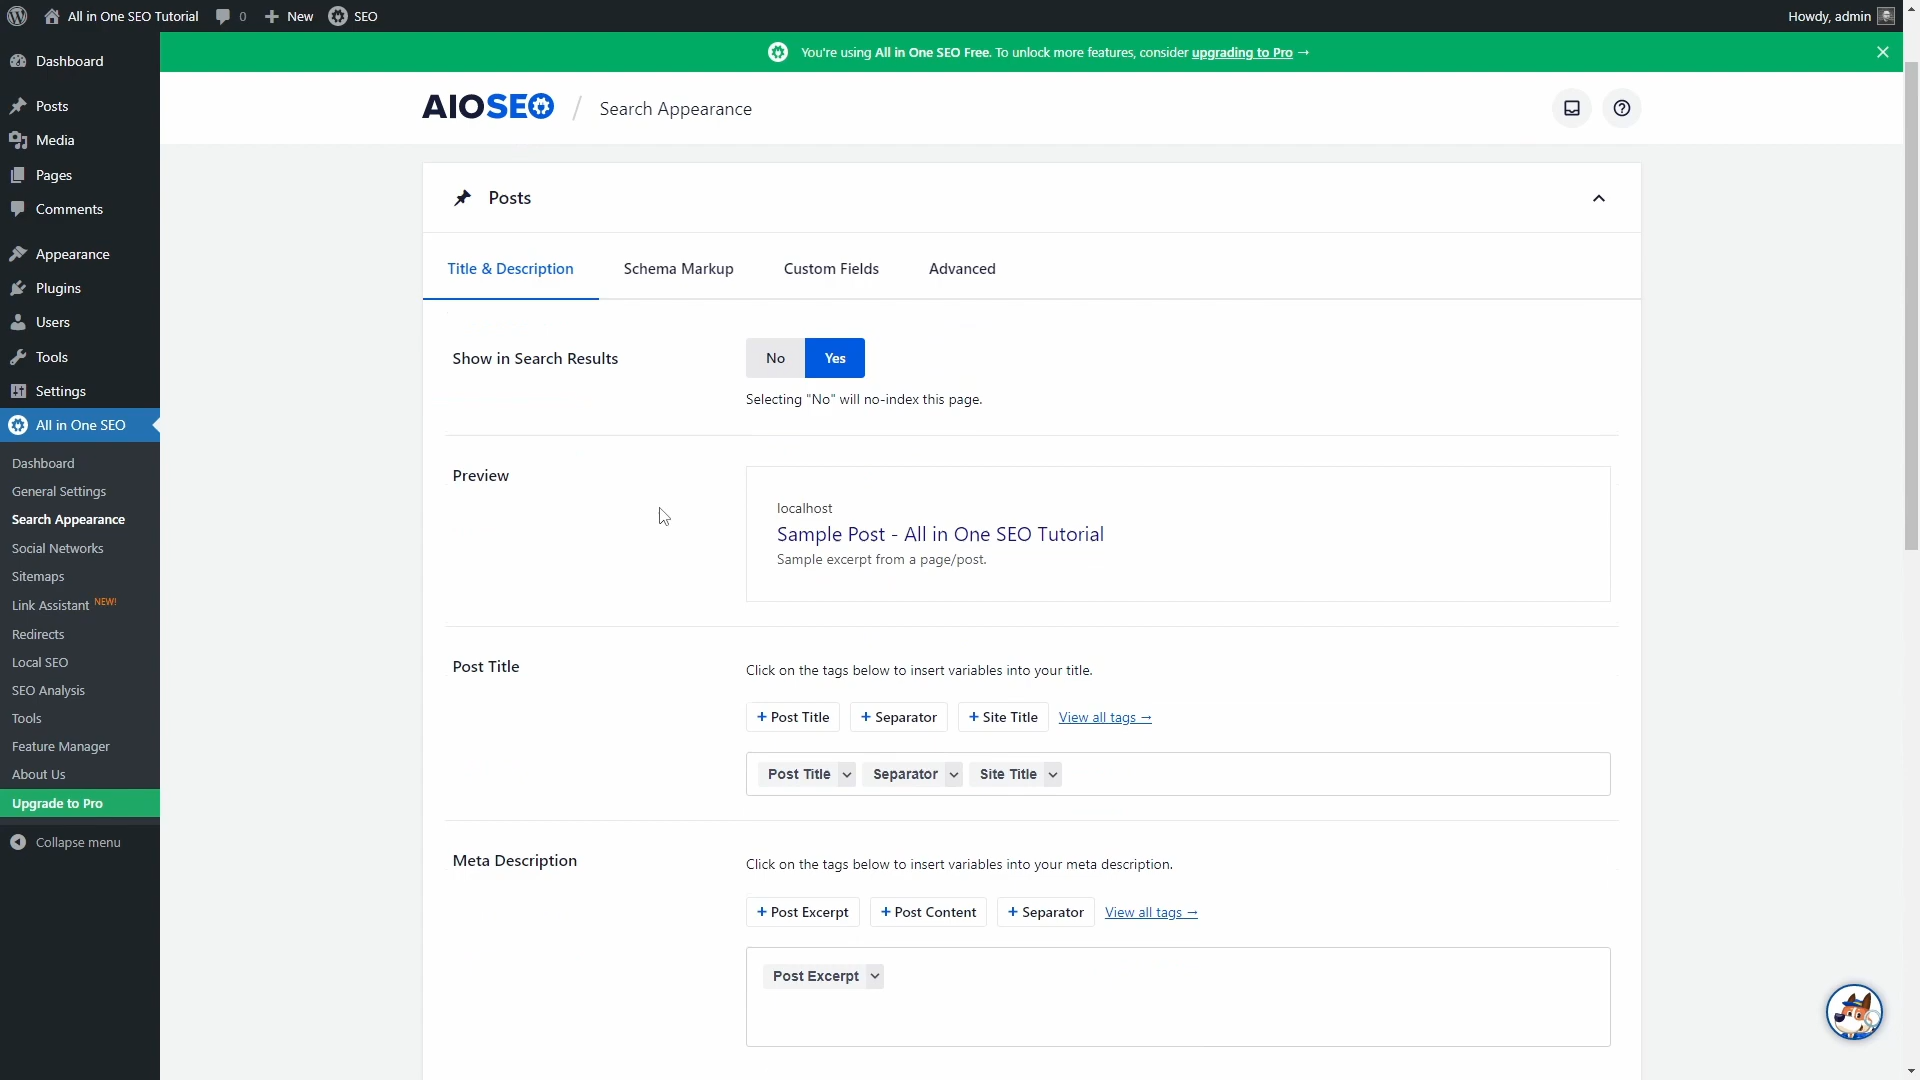 All in One SEO Tutorial 0 New SEO Howdy, admin
You're using All in One SEO Free. To unlock more features, consider upgrading to Pro →
Dashboard
Posts
Media
Pages
Comments
Appearance
Plugins
Users
Tools
Settings
All in One SEO
Dashboard
General Settings
Search Appearance
Social Networks
Sitemaps
Link Assistant NEW!
Redirects
Local SEO
SEO Analysis
Tools
Feature Manager
About Us
Upgrade to Pro
Collapse menu
AIOSEO / Search Appearance
Posts
Title & Description Schema Markup Custom Fields Advanced
Show in Search Results No Yes
Selecting "No" will no-index this page.
Preview
localhost
Sample Post - All in One SEO Tutorial
Sample excerpt from a page/post.
Post Title
Click on the tags below to insert variables into your title.
+ Post Title + Separator + Site Title View all tags →
Post Title Separator Site Title
Meta Description
Click on the tags below to insert variables into your meta description.
+ Post Excerpt + Post Content + Separator View all tags →
Post Excerpt